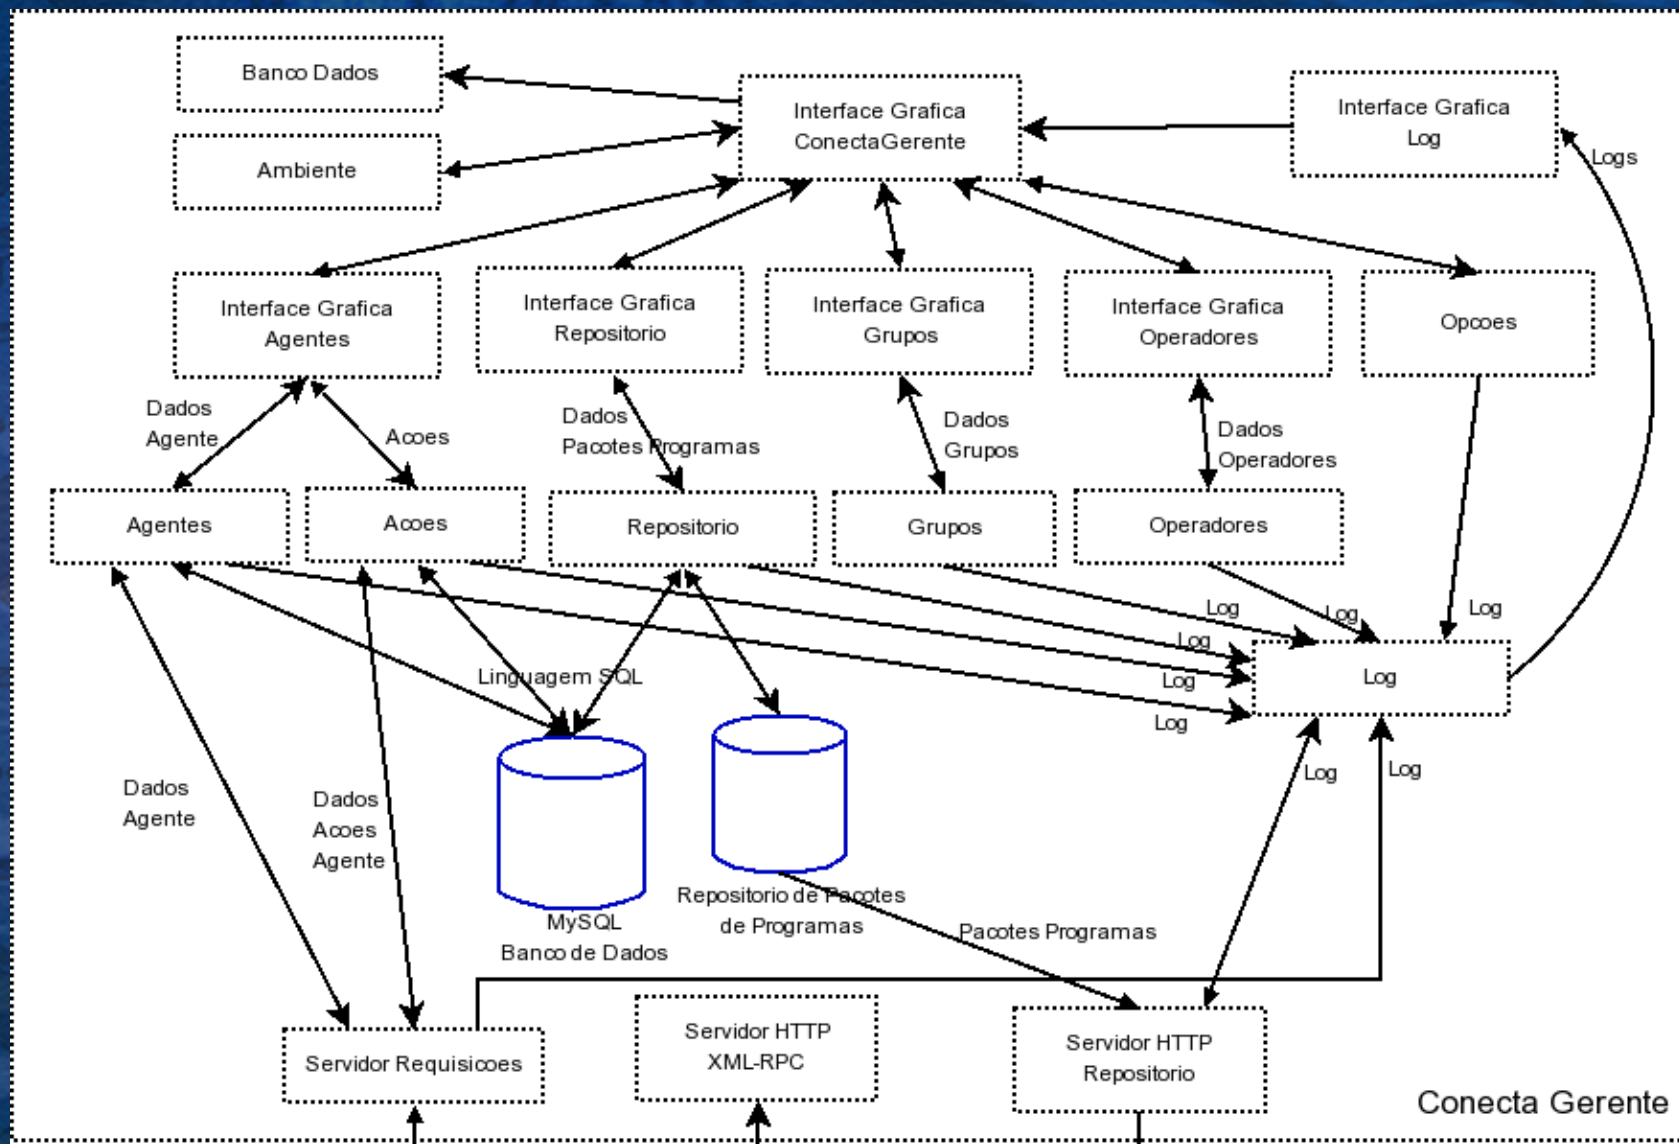 Banco Dados
Interface Grafica
ConectaGerente
Interface Grafica
Log
Ambiente
Logs
Interface Grafica
Agentes
Interface Grafica
Repositorio
Interface Grafica
Grupos
Interface Grafica
Operadores
Opcoes
Dados
Agente
Acoes
Dados
Pacotes Programas
Dados
Grupos
Dados
Operadores
Agentes
Acoes
Repositorio
Grupos
Operadores
Log
Log
Log
Log
Log
Log
Linguagem SQL
Log
Log
Log
Dados
Agente
Dados
Acoes
Agente
MySQL
Banco de Dados
Repositorio de Pacotes
de Programas
Pacotes Programas
Servidor Requisicoes
Servidor HTTP
XML-RPC
Servidor HTTP
Repositorio
Conecta Gerente